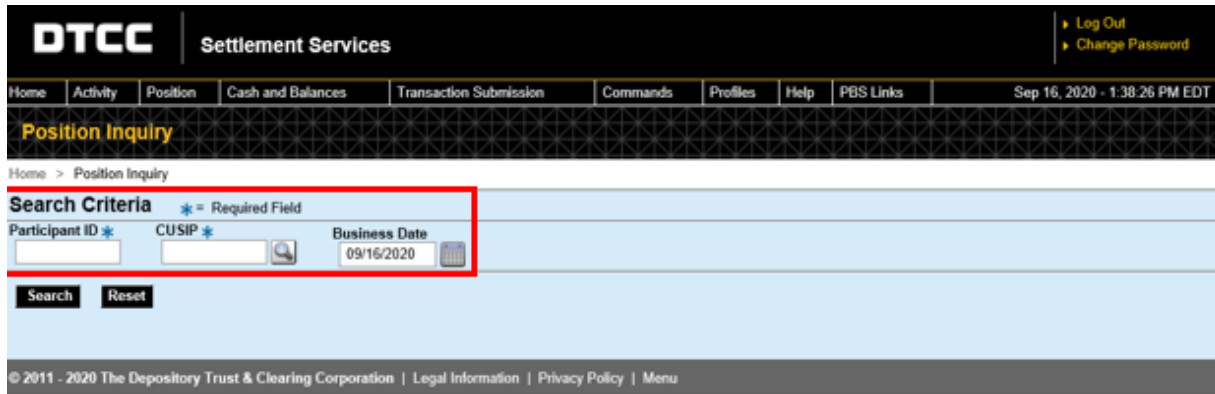 DTCC Settlement Services
Log Out
Change Password
Home Activity Position Cash and Balances Transaction Submission Commands Profiles Help PBS Links Sep 16, 2020 - 1:38:26 PM EDT
Position Inquiry
Home > Position Inquiry
Search Criteria * = Required Field
Participant ID * CUSIP * Business Date
09/16/2020
Search Reset
© 2011 - 2020 The Depository Trust & Clearing Corporation | Legal Information | Privacy Policy | Menu